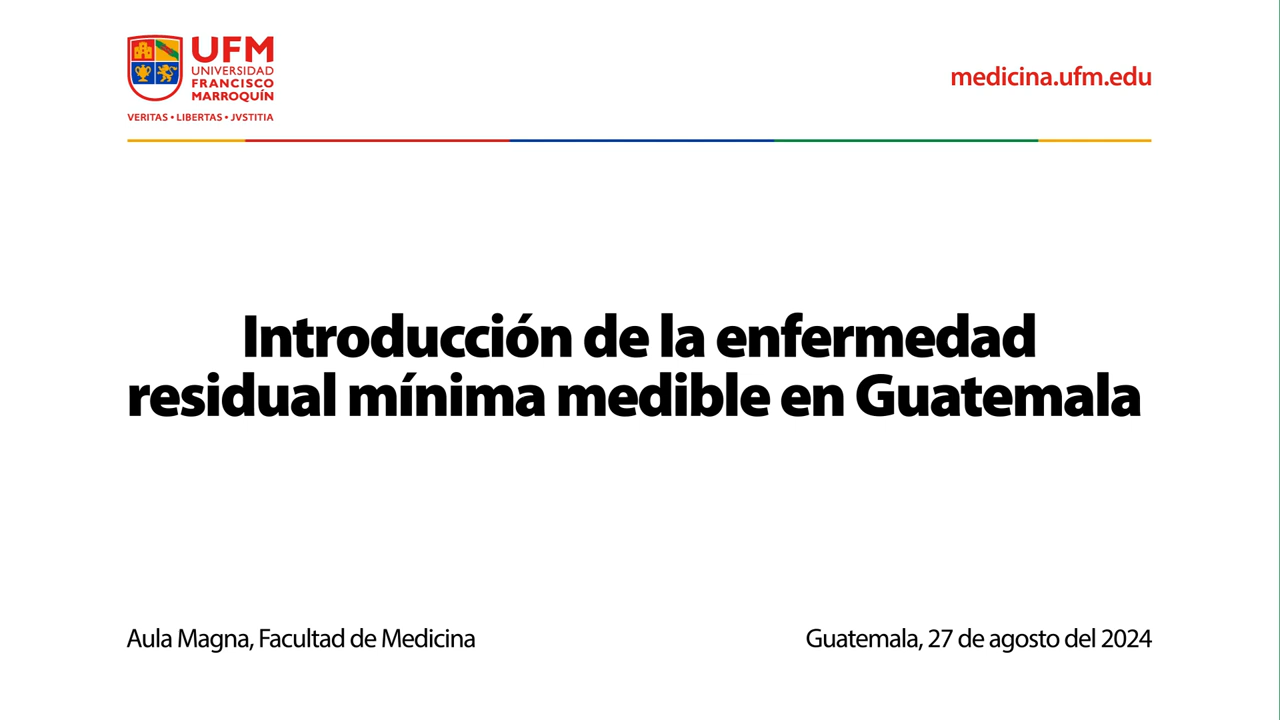 UFM
UNIVERSIDAD
FRANCISCO
MARROQUÍN
VERITAS • LIBERTAS • JVSTITIA
medicina.ufm.edu
Introducción de la enfermedad
residual mínima medible en Guatemala
Aula Magna, Facultad de Medicina
Guatemala, 27 de agosto del 2024